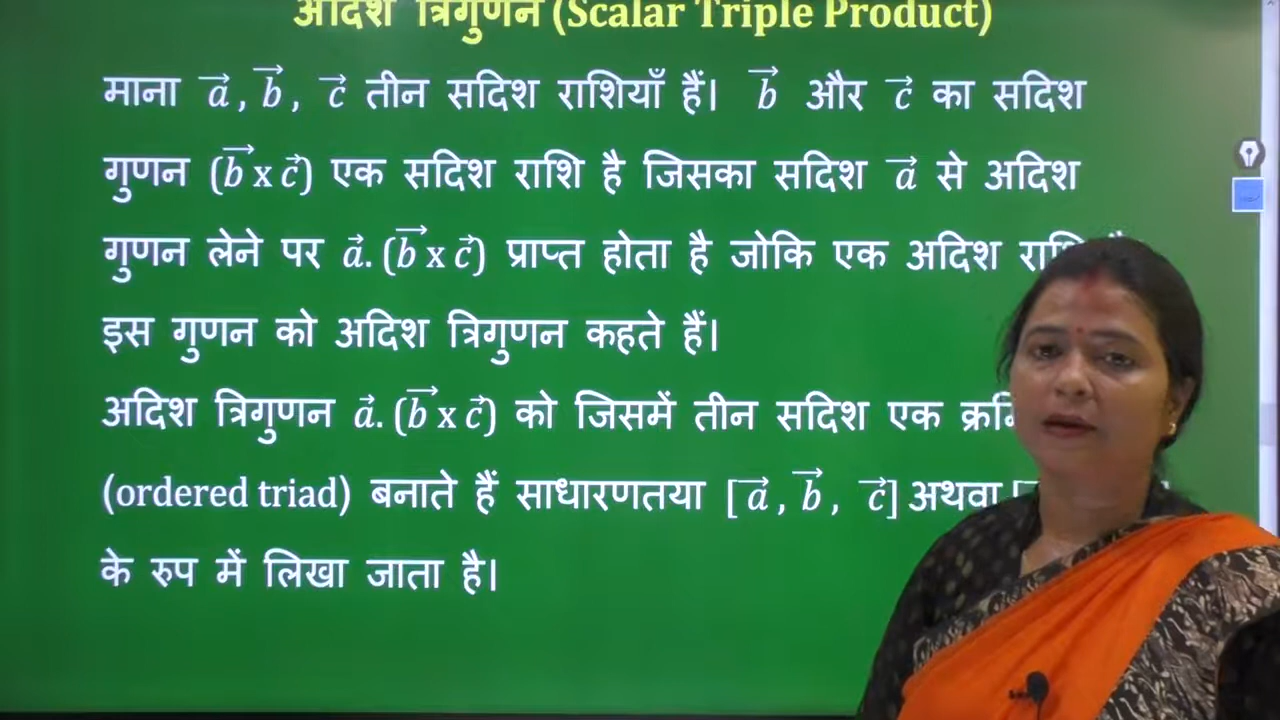 अदिश त्रिगुणन (Scalar Triple Product)
माना a⃗, b⃗, c⃗ तीन सदिश राशियाँ हैं। b⃗ और c⃗ का सदिश
गुणन (b⃗ x c⃗) एक सदिश राशि है जिसका सदिश a⃗ से अदिश
गुणन लेने पर a⃗. (b⃗ x c⃗) प्राप्त होता है जोकि एक अदिश
इस गुणन को अदिश त्रिगुणन कहते हैं।
अदिश त्रिगुणन a⃗. (b⃗ x c⃗) को जिसमें तीन सदिश एक
(ordered triad) बनाते हैं साधारणतया [a⃗, b⃗, c⃗] अथवा
के रुप में लिखा जाता है।